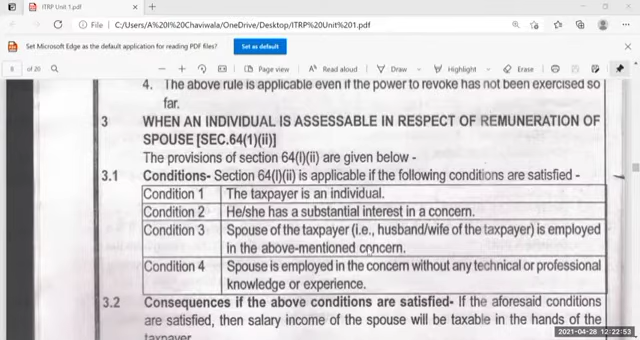 ITRP Unit 1.pdf
File | C:/Users/A%20I%20Chaviwala/OneDrive/Desktop/ITRP%20Unit%201.pdf
Set Microsoft Edge as the default application for reading PDF files? Set as default
8 of 20 Page view Read aloud Draw Highlight Erase
4. The above rule is applicable even if the power to revoke has not been exercised so
far.
3 WHEN AN INDIVIDUAL IS ASSESSABLE IN RESPECT OF REMUNERATION OF
SPOUSE [SEC.64(1)(ii)]
The provisions of section 64(I)(ii) are given below -
3.1 Conditions- Section 64(I)(ii) is applicable if the following conditions are satisfied -
Condition 1 The taxpayer is an individual.
Condition 2 He/she has a substantial interest in a concern.
Condition 3 Spouse of the taxpayer (i.e., husband/wife of the taxpayer) is employed
in the above-mentioned concern.
Condition 4 Spouse is employed in the concern without any technical or professional
knowledge or experience.
3.2 Consequences if the above conditions are satisfied- If the aforesaid conditions
are satisfied, then salary income of the spouse will be taxable in the hands of the
taxpayer
2021-04-28 12:22:53